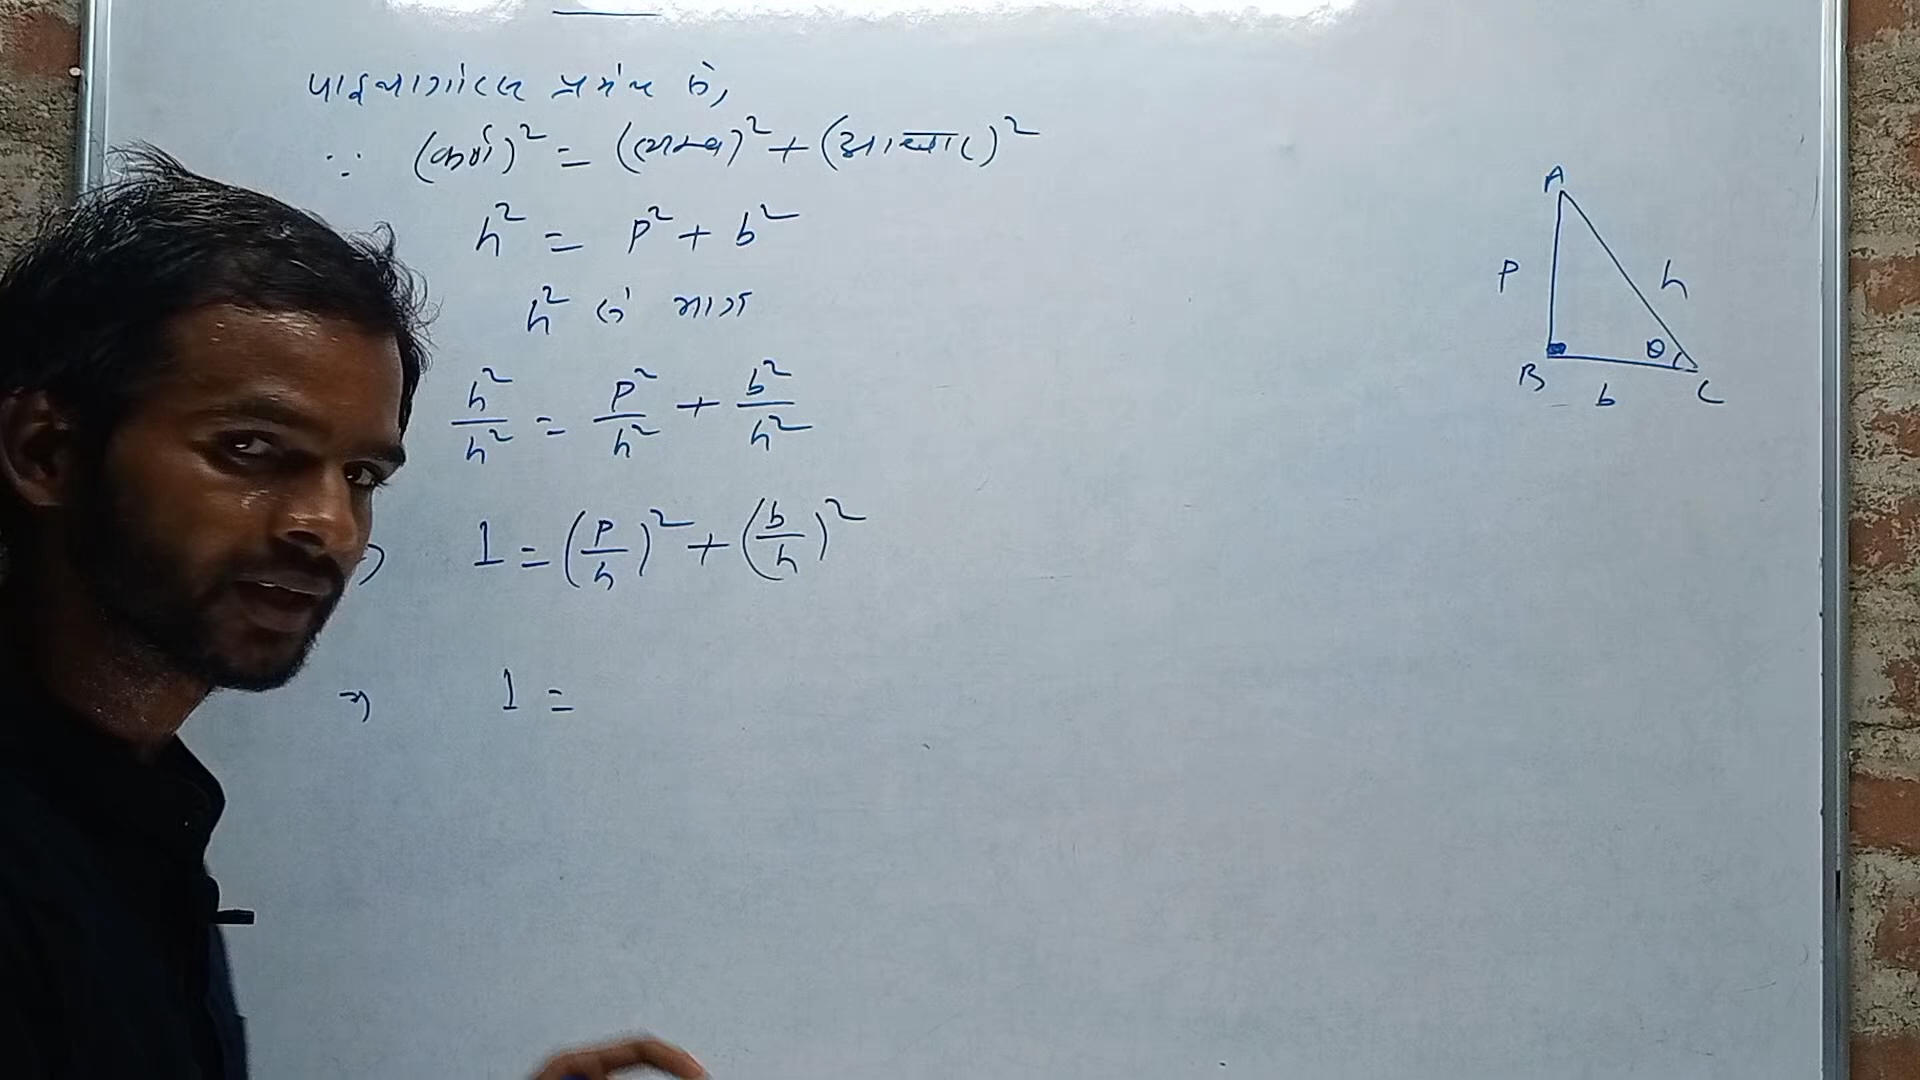 पाइथागोरस प्रमेय से,
∵ (कर्ण)² = (लम्ब)² + (आधार)²
h² = p² + b²
h² से भाग
h²/h² = p²/h² + b²/h²
⇒ 1 = (p/h)² + (b/h)²
⇒ 1 =
A
P h
θ
B b C